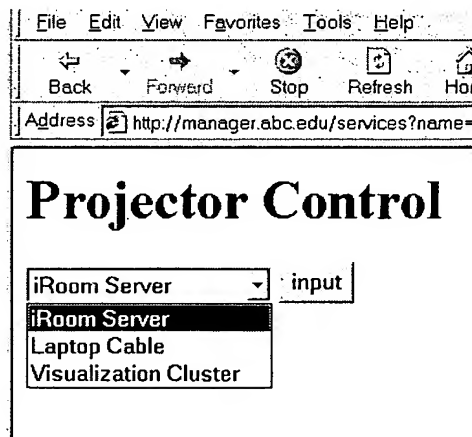 File Edit View Favorites Tools Help
Back Forward Stop Refresh
Address http://manager.abc.edu/services?name=
Projector Control
iRoom Server input
iRoom Server
Laptop Cable
Visualization Cluster